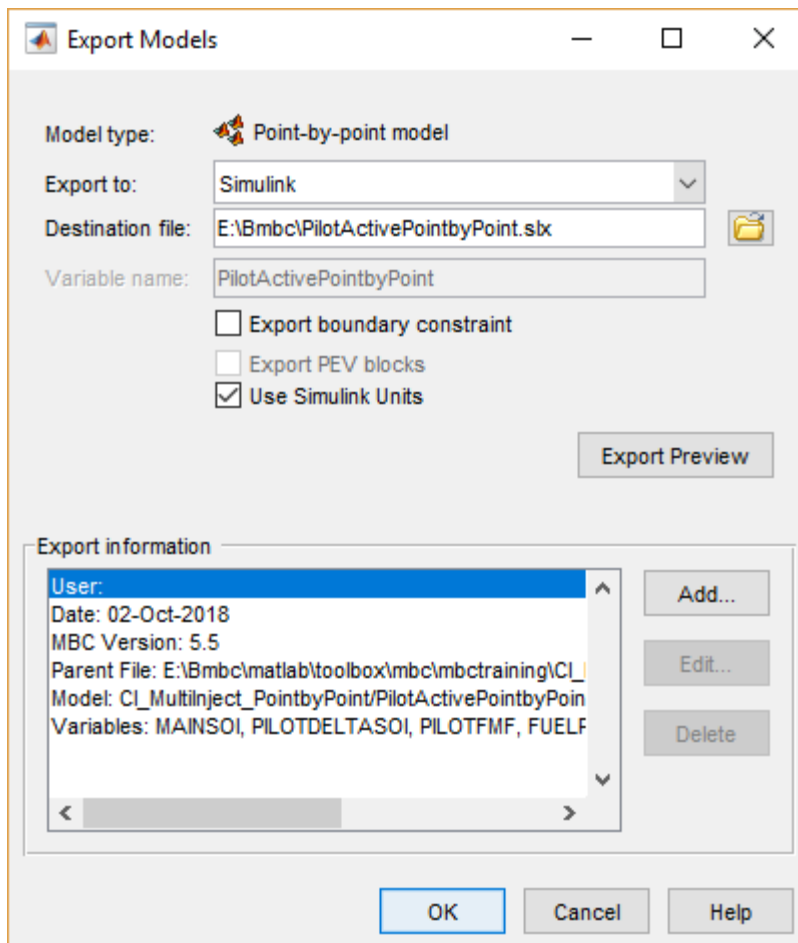 Export Models
Model type: Point-by-point model
Export to: Simulink
Destination file: E:\Bmbc\PilotActivePointbyPoint.slx
Variable name: PilotActivePointbyPoint
Export boundary constraint
Export PEV blocks
Use Simulink Units
Export Preview
Export information
User:
Date: 02-Oct-2018
MBC Version: 5.5
Parent File: E:\Bmbc\matlab\toolbox\mbc\mbctraining\CI_
Model: CI_MultiInject_PointbyPoint/PilotActivePointbyPoin
Variables: MAINSOI, PILOTDELTASOI, PILOTFMF,
Add...
Edit...
Delete
OK Cancel Help